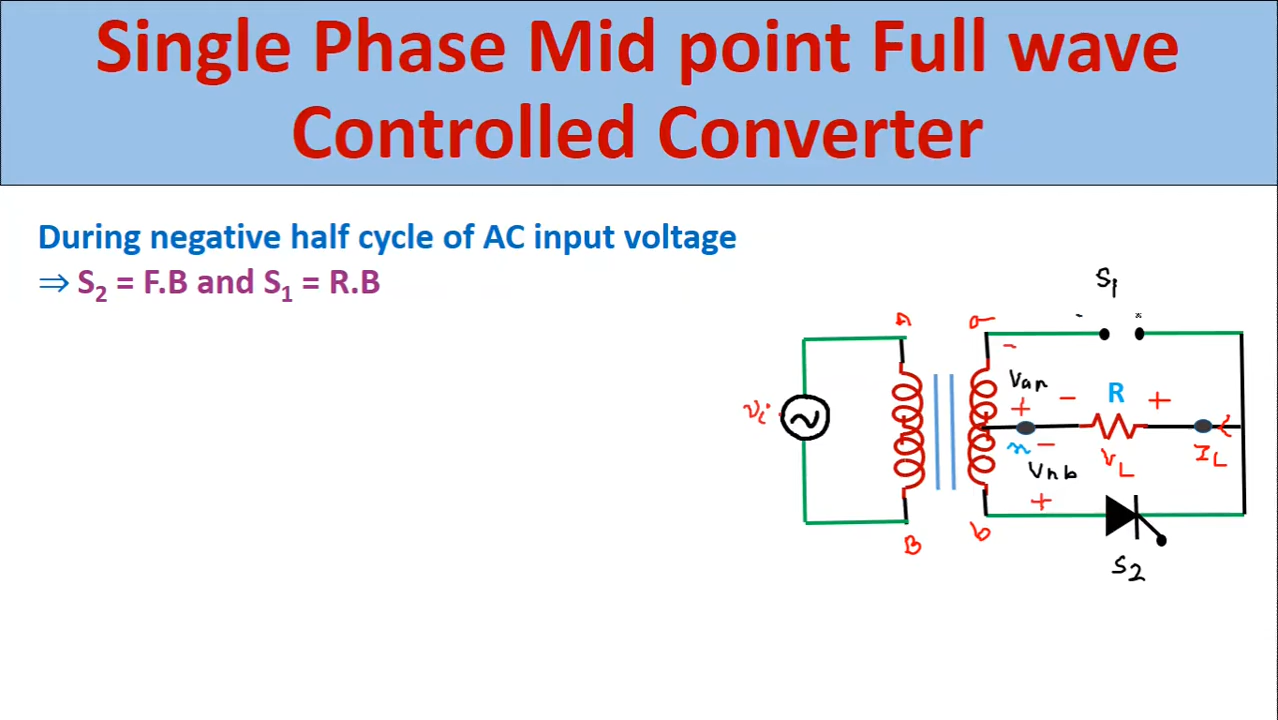 Single Phase Mid point Full wave
Controlled Converter
During negative half cycle of AC input voltage
⇒ S₂ = F.B and S₁ = R.B
S1
A
a
-
Van
+
-
R
+
vi
n
-
VL
IL
Vnb
+
B
b
S2